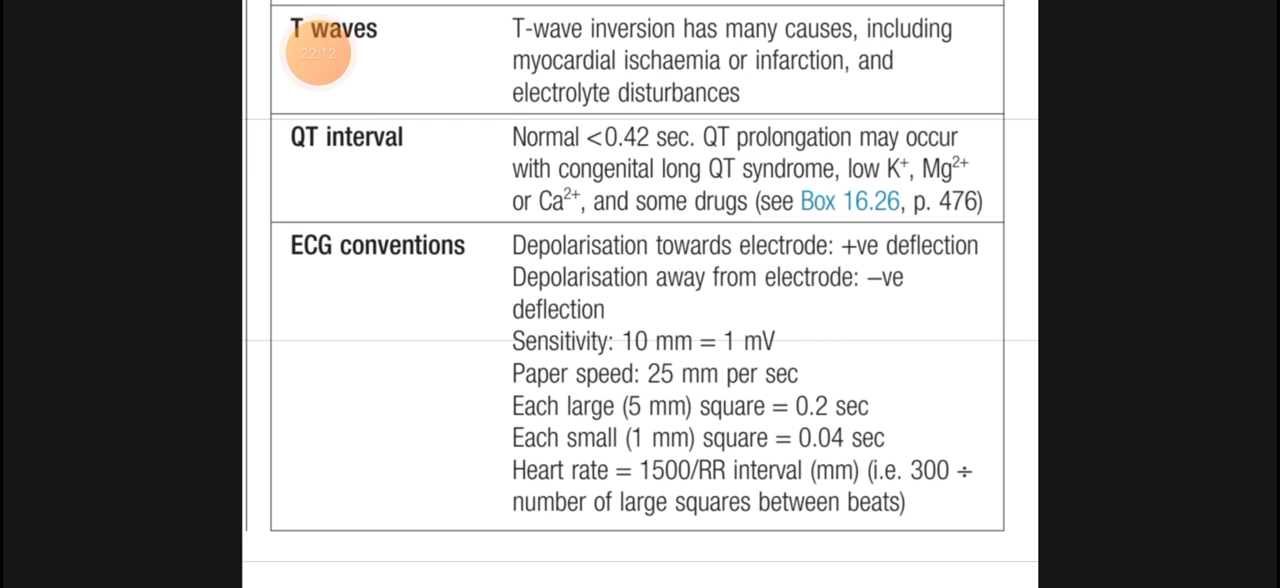 T waves
T-wave inversion has many causes, including
myocardial ischaemia or infarction, and
electrolyte disturbances
22:12
QT interval
Normal <0.42 sec. QT prolongation may occur
with congenital long QT syndrome, low K⁺, Mg²⁺
or Ca²⁺, and some drugs (see Box 16.26, p. 476)
ECG conventions
Depolarisation towards electrode: +ve deflection
Depolarisation away from electrode: –ve
deflection
Sensitivity: 10 mm = 1 mV
Paper speed: 25 mm per sec
Each large (5 mm) square = 0.2 sec
Each small (1 mm) square = 0.04 sec
Heart rate = 1500/RR interval (mm) (i.e. 300 ÷
number of large squares between beats)